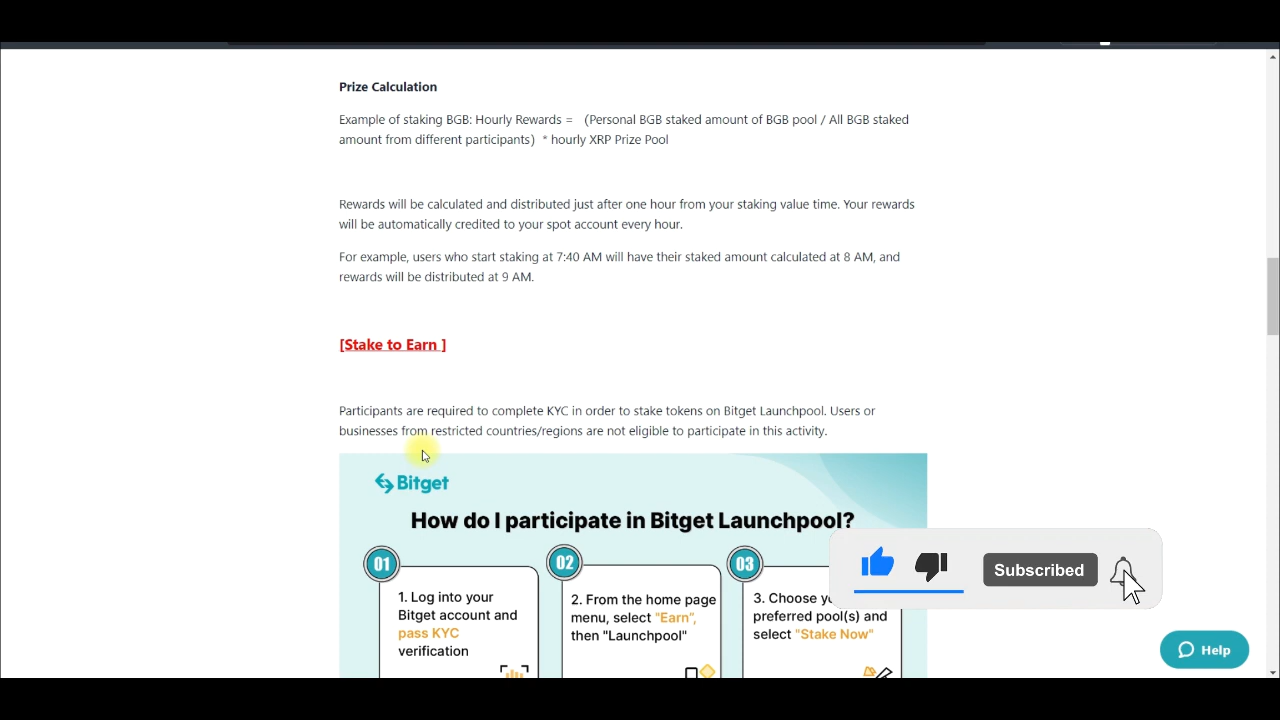 Prize Calculation
Example of staking BGB: Hourly Rewards = (Personal BGB staked amount of BGB pool / All BGB staked
amount from different participants) * hourly XRP Prize Pool
Rewards will be calculated and distributed just after one hour from your staking value time. Your rewards
will be automatically credited to your spot account every hour.
For example, users who start staking at 7:40 AM will have their staked amount calculated at 8 AM, and
rewards will be distributed at 9 AM.
[Stake to Earn ]
Participants are required to complete KYC in order to stake tokens on Bitget Launchpool. Users or
businesses from restricted countries/regions are not eligible to participate in this activity.
Bitget
How do I participate in Bitget Launchpool?
01
1. Log into your
Bitget account and
pass KYC
verification
02
2. From the home page
menu, select "Earn",
then "Launchpool"
03
3. Choose
preferred pool(s) and
select "Stake Now"
Subscribed
Help